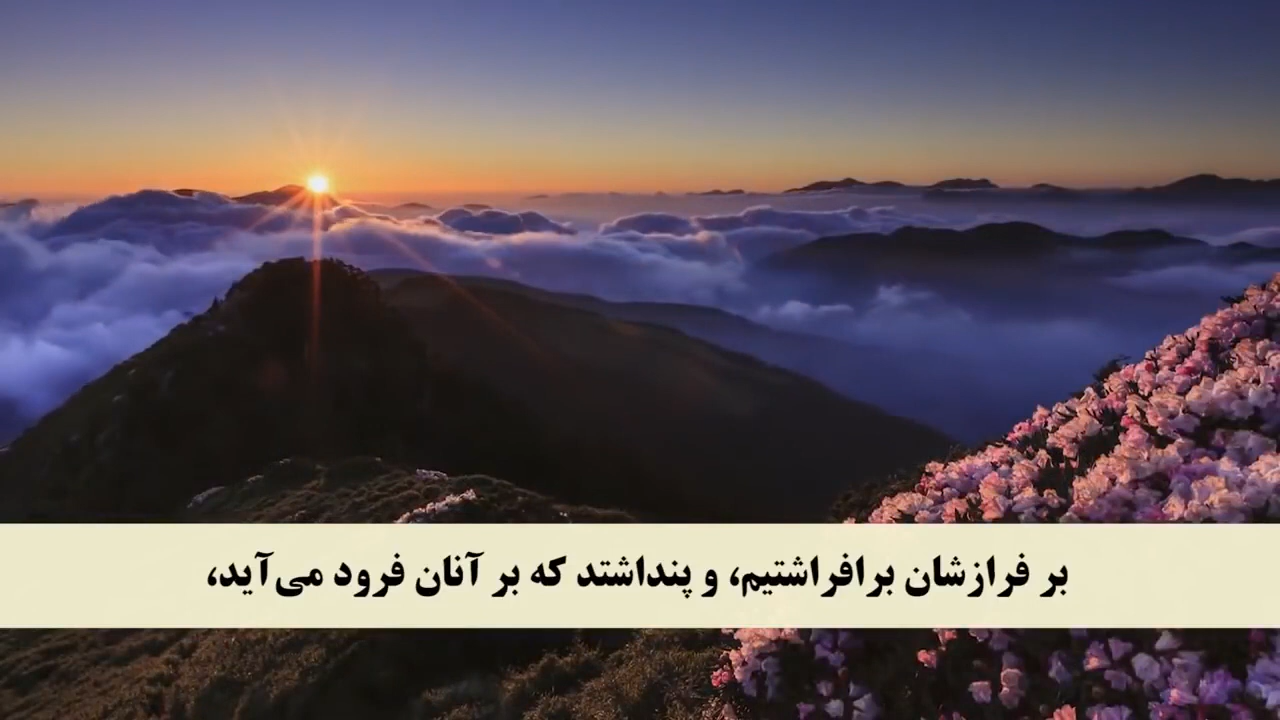 بر فرازشان برافراشتیم، و پنداشتند که بر آنان فرود می‌آید،